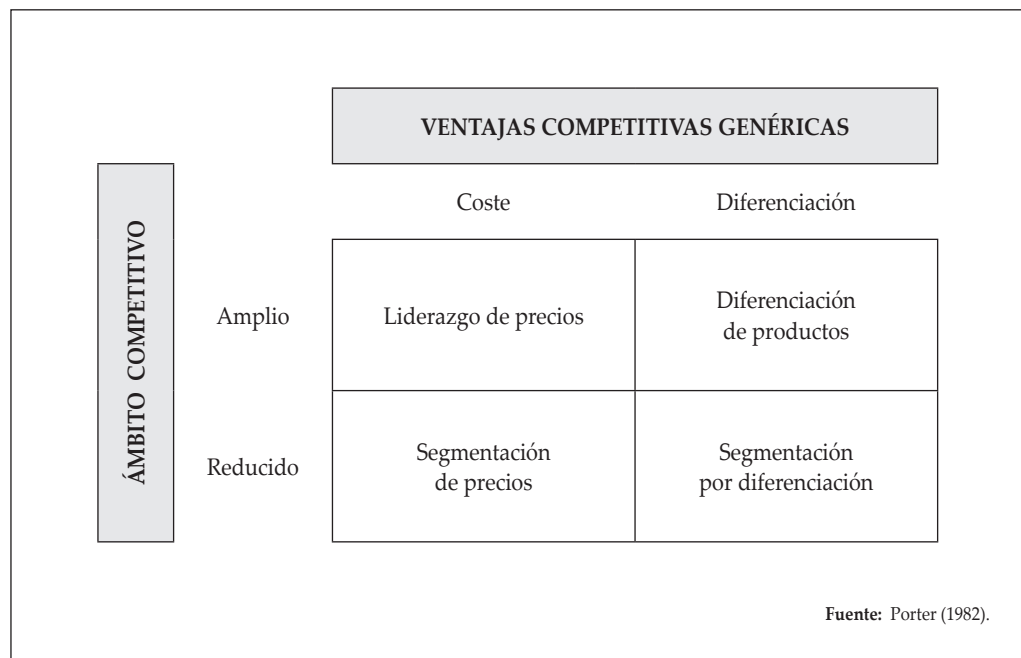 VENTAJAS COMPETITIVAS GENÉRICAS
Coste
Diferenciación
ÁMBITO COMPETITIVO
Amplio
Liderazgo de precios
Diferenciación
de productos
Reducido
Segmentación
de precios
Segmentación
por diferenciación
Fuente: Porter (1982).